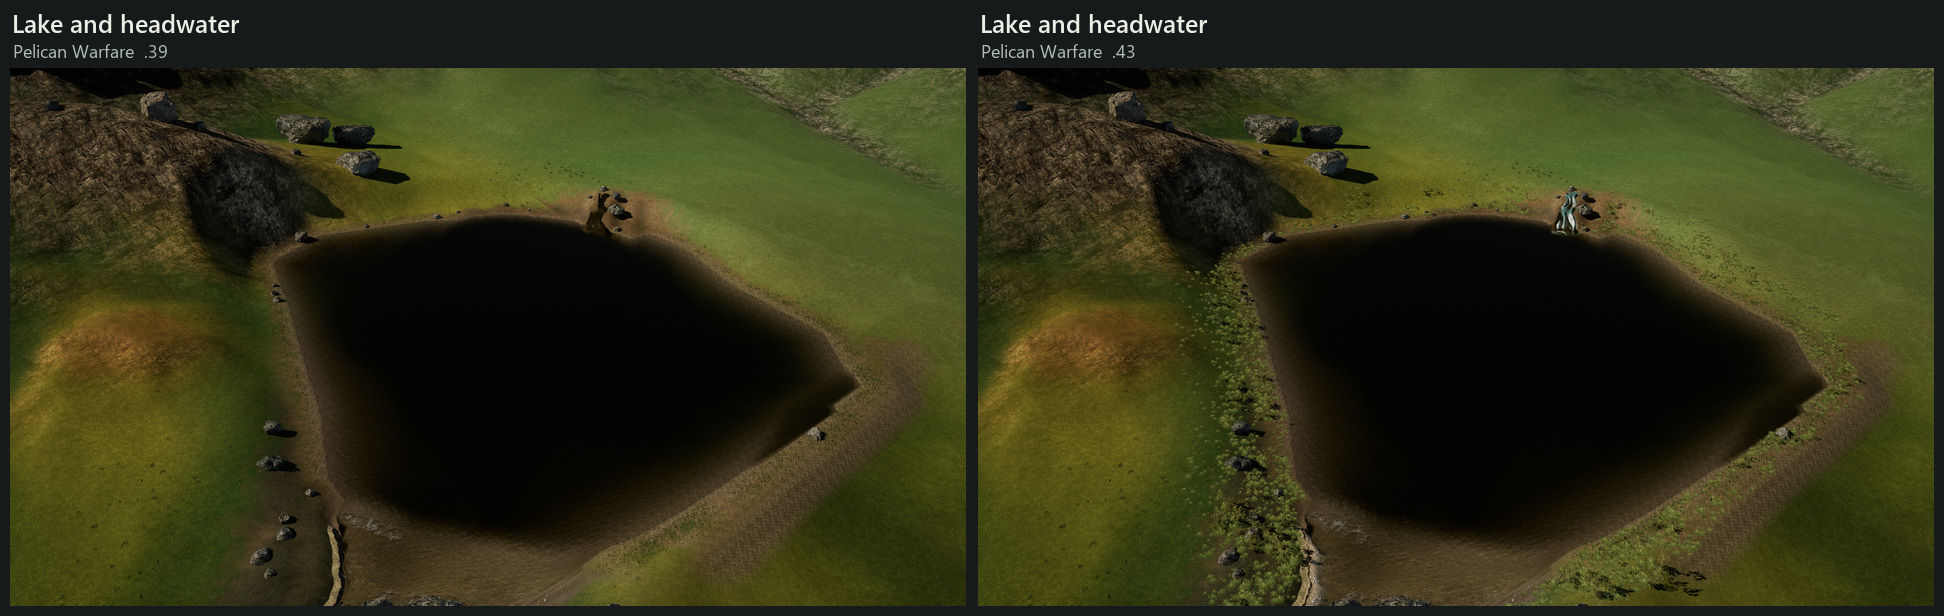 Lake and headwater
Pelican Warfare .39
Lake and headwater
Pelican Warfare .43